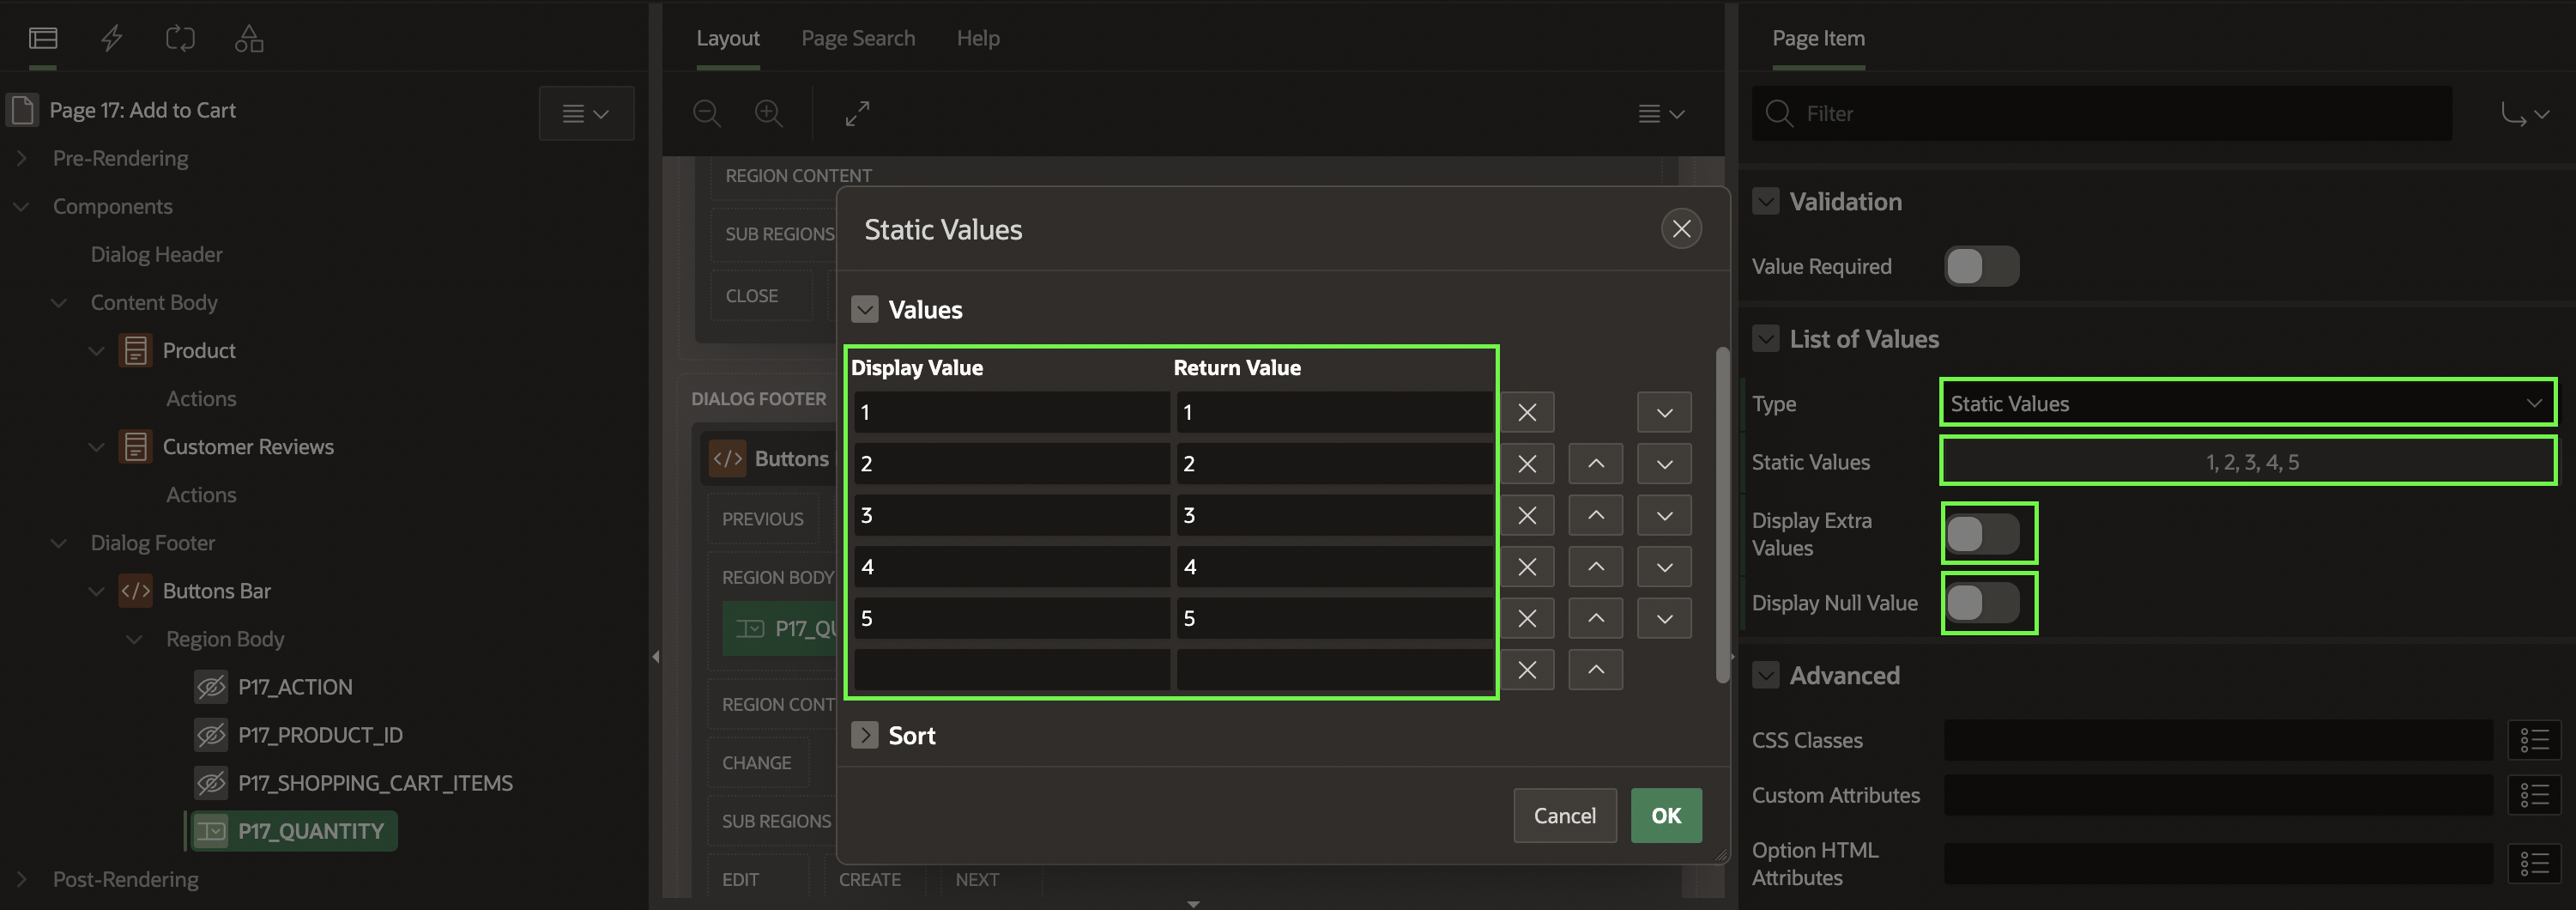 Page 17: Add to Cart
Pre-Rendering
Components
Dialog Header
Content Body
Product
Actions
Customer Reviews
Actions
Dialog Footer
Buttons Bar
Region Body
P17_ACTION
P17_PRODUCT_ID
P17_SHOPPING_CART_ITEMS
P17_QUANTITY
Post-Rendering
Layout Page Search Help
REGION CONTENT
SUB REGIONS
CLOSE
DIALOG FOOTER
Buttons
PREVIOUS
REGION BODY
P17_QU
REGION CONT
CHANGE
SUB REGIONS
EDIT CREATE NEXT
Static Values
Values
Display Value Return Value
1 1
2 2
3 3
4 4
5 5
Sort
Cancel OK
Page Item
Filter
Validation
Value Required
List of Values
Type Static Values
Static Values 1, 2, 3, 4, 5
Display Extra
Values
Display Null Value
Advanced
CSS Classes
Custom Attributes
Option HTML
Attributes